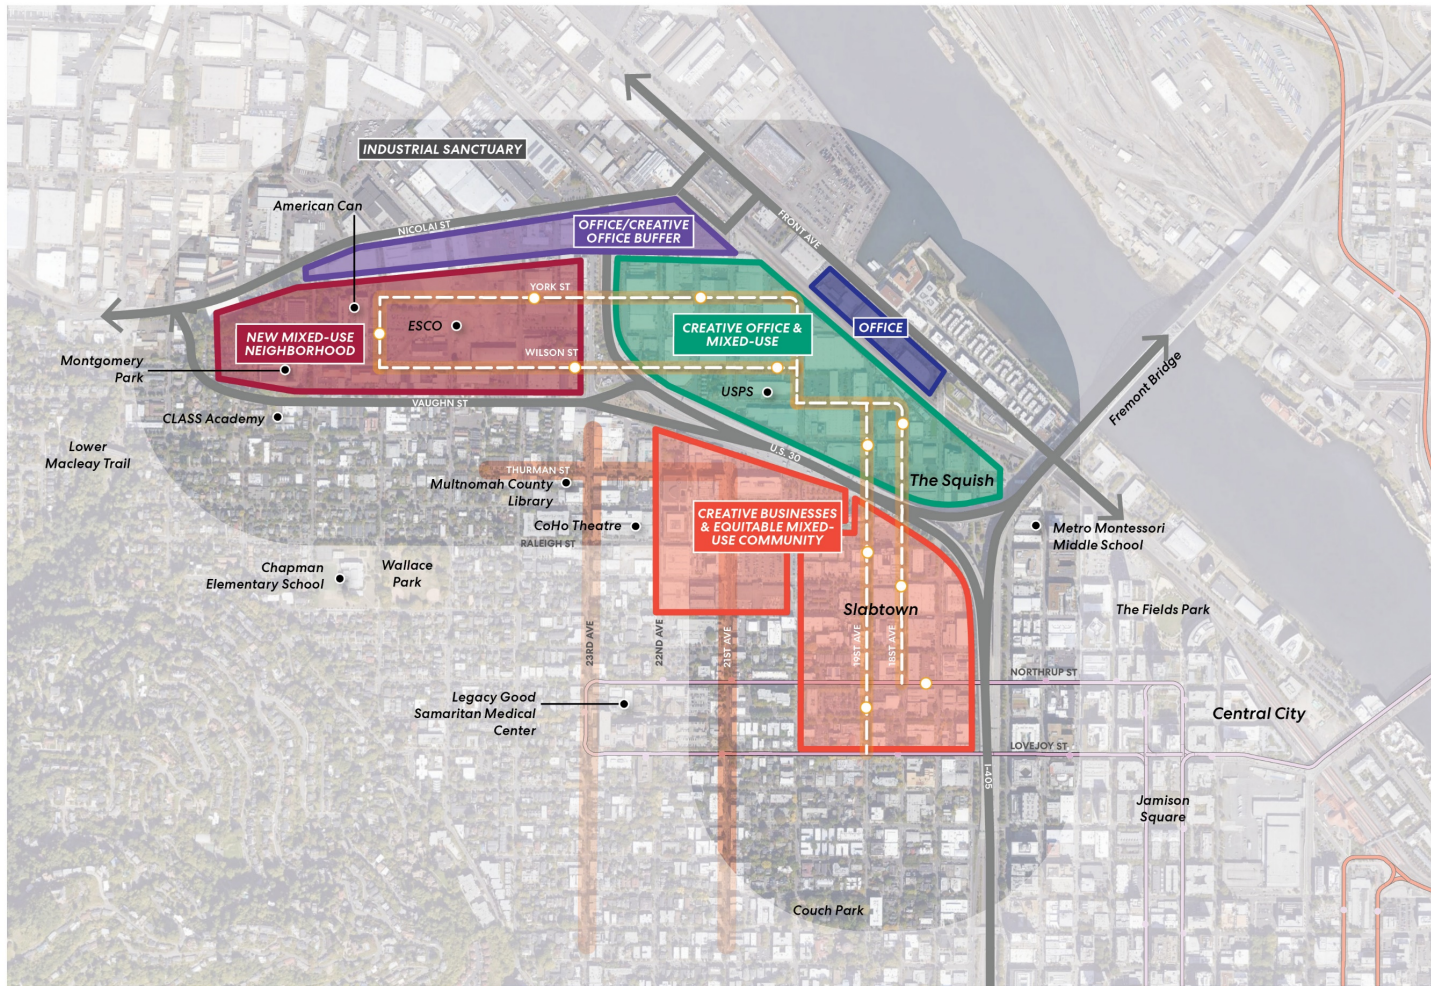 INDUSTRIAL SANCTUARY
American Can
NICOLAI ST
OFFICE/CREATIVE
OFFICE BUFFER
FRONT AVE
YORK ST
ESCO
NEW MIXED-USE
NEIGHBORHOOD
CREATIVE OFFICE &
MIXED-USE
OFFICE
WILSON ST
Montgomery
Park
USPS
VAUGHN ST
CLASS Academy
Fremont Bridge
Lower
Macleay Trail
U.S. 30
THURMAN ST
Multnomah County
Library
The Squish
CREATIVE BUSINESSES
& EQUITABLE MIXED-
USE COMMUNITY
CoHo Theatre
RALEIGH ST
Metro Montessori
Middle School
Chapman
Elementary School
Wallace
Park
Slabtown
The Fields Park
23RD AVE
22ND AVE
21ST AVE
19ST AVE
18ST AVE
NORTHRUP ST
Legacy Good
Samaritan Medical
Center
Central City
LOVEJOY ST
I-405
Jamison
Square
Couch Park